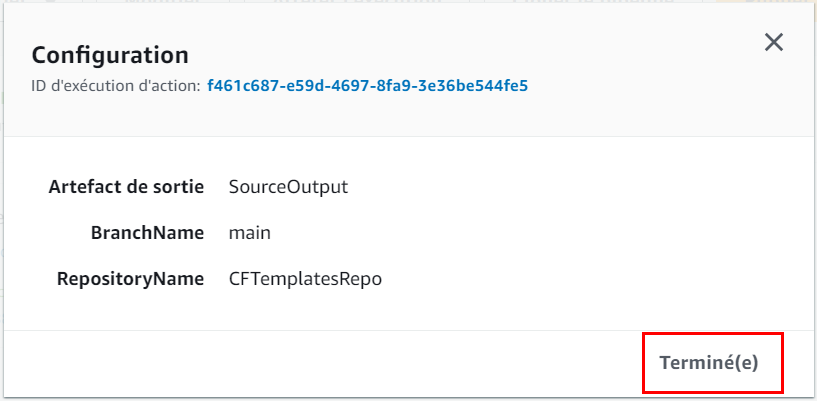 Configuration
ID d'exécution d'action: f461c687-e59d-4697-8fa9-3e36be544fe5
Artefact de sortie SourceOutput
BranchName main
RepositoryName CFTemplatesRepo
Terminé(e)